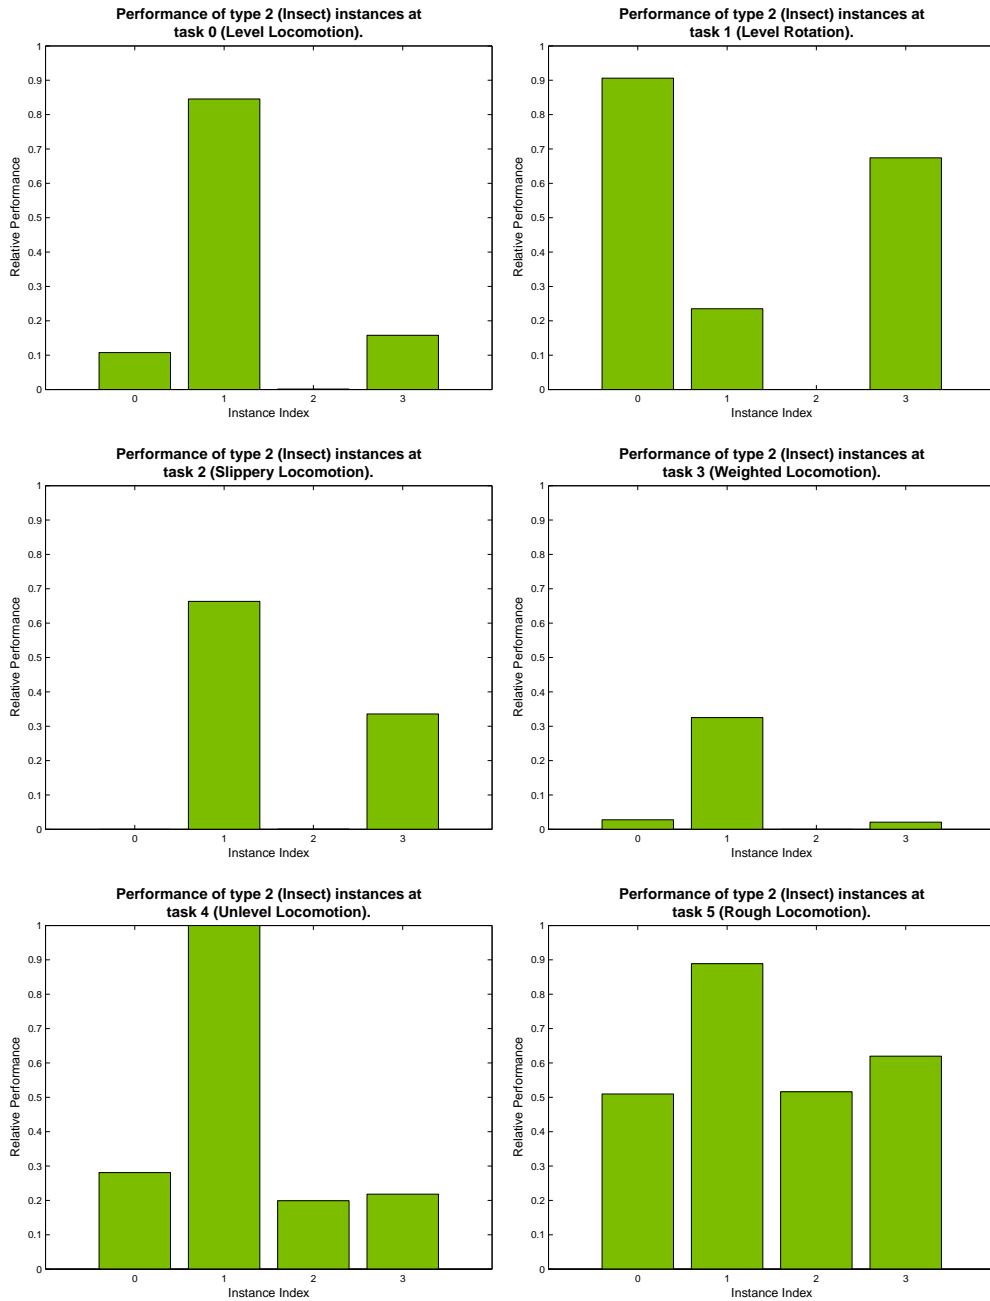 Performance of type 2 (Insect) instances at
task 0 (Level Locomotion).
1
0.9
0.8
0.7
0.6
0.5
0.4
0.3
0.2
0.1
0
Relative Performance
0 1 2 3
Instance Index
Performance of type 2 (Insect) instances at
task 1 (Level Rotation).
1
0.9
0.8
0.7
0.6
0.5
0.4
0.3
0.2
0.1
0
Relative Performance
0 1 2 3
Instance Index
Performance of type 2 (Insect) instances at
task 2 (Slippery Locomotion).
1
0.9
0.8
0.7
0.6
0.5
0.4
0.3
0.2
0.1
0
Relative Performance
0 1 2 3
Instance Index
Performance of type 2 (Insect) instances at
task 3 (Weighted Locomotion).
1
0.9
0.8
0.7
0.6
0.5
0.4
0.3
0.2
0.1
0
Relative Performance
0 1 2 3
Instance Index
Performance of type 2 (Insect) instances at
task 4 (Unlevel Locomotion).
1
0.9
0.8
0.7
0.6
0.5
0.4
0.3
0.2
0.1
0
Relative Performance
0 1 2 3
Instance Index
Performance of type 2 (Insect) instances at
task 5 (Rough Locomotion).
1
0.9
0.8
0.7
0.6
0.5
0.4
0.3
0.2
0.1
0
Relative Performance
0 1 2 3
Instance Index